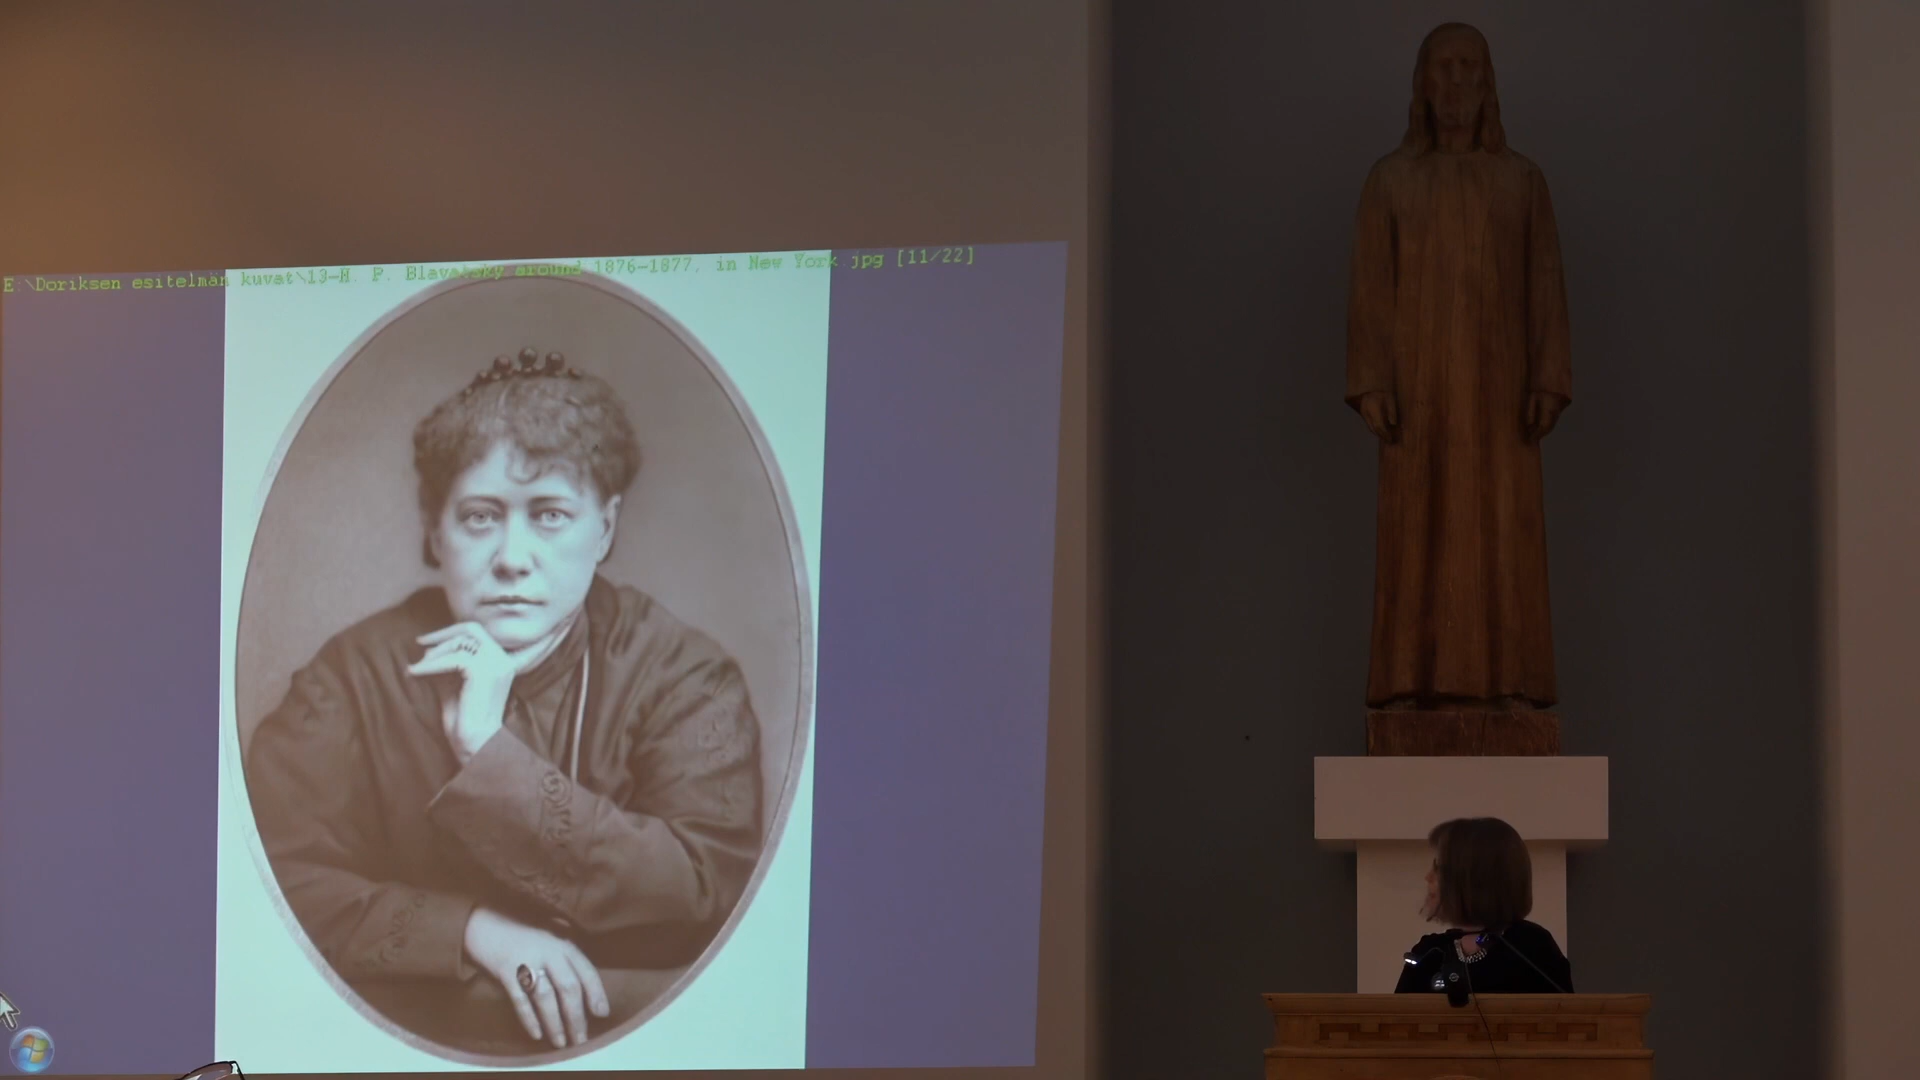 E:\Doriksen esitelmän kuvat\13-H. P. Blavatsky around 1876-1877, in New York.jpg [11/22]